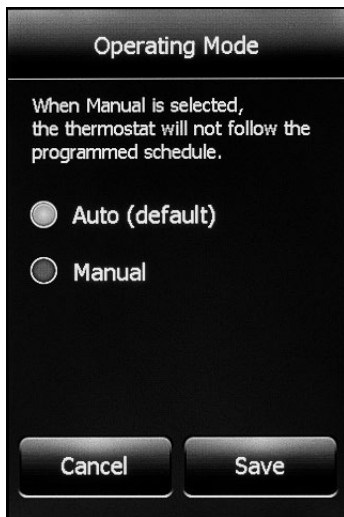 Operating Mode
When Manual is selected,
the thermostat will not follow the
programmed schedule.
Auto (default)
Manual
Cancel
Save